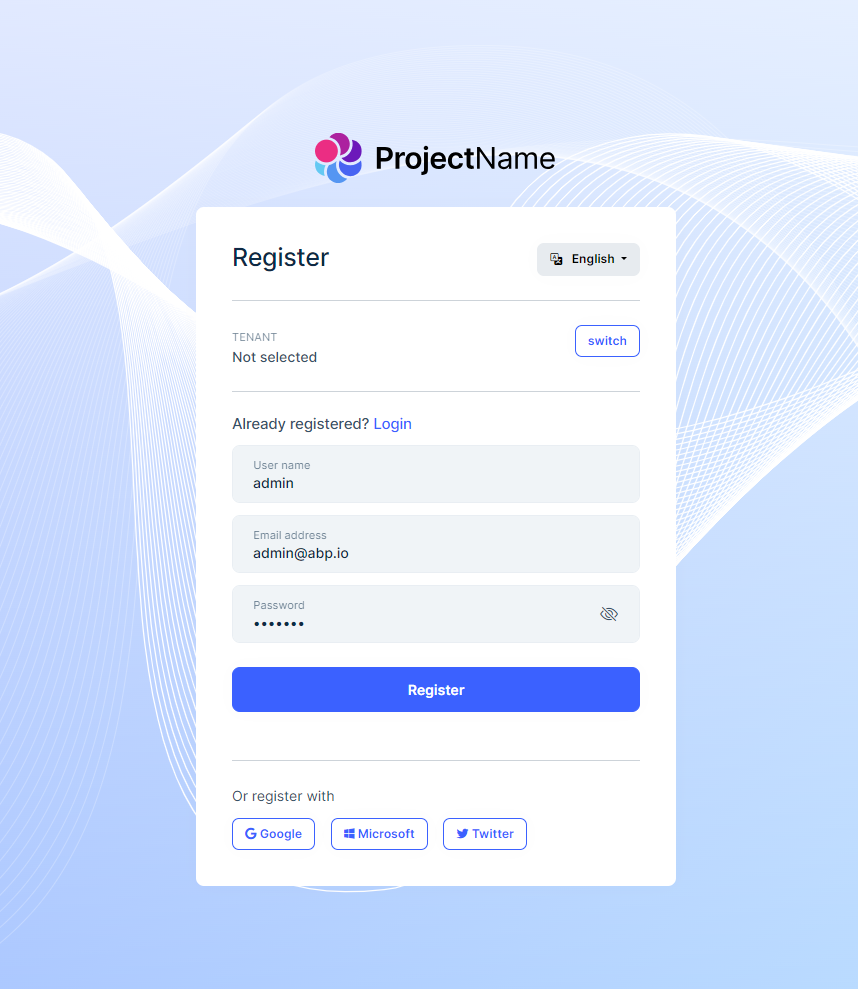 ProjectName
Register
English
TENANT
Not selected
switch
Already registered? Login
User name
admin
Email address
admin@abp.io
Password
•••••••
Register
Or register with
Google
Microsoft
Twitter